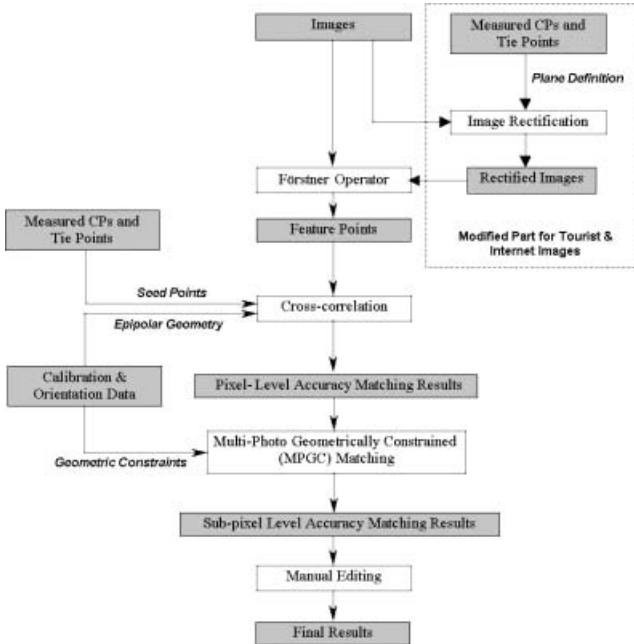 Images
Measured CPs and
Tie Points
Plane Definition
Image Rectification
Förstner Operator
Rectified Images
Feature Points
Modified Part for Tourist &
Internet Images
Measured CPs and
Tie Points
Seed Points
Cross-correlation
Epipolar Geometry
Calibration &
Orientation Data
Pixel- Level Accuracy Matching Results
Multi-Photo Geometrically Constrained
(MPGC) Matching
Geometric Constraints
Sub-pixel Level Accuracy Matching Results
Manual Editing
Final Results